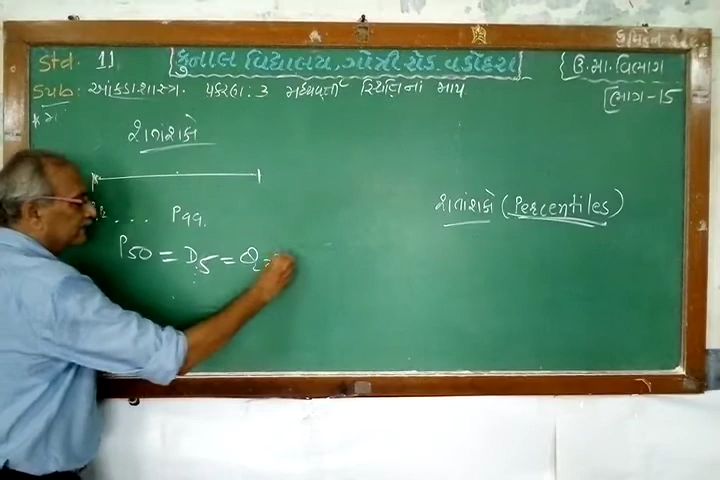 Std. 11
કુનાલ વિદ્યાલય, ગોત્રી રોડ, વડોદરા
ઉ.મા. વિભાગ
Sub: આંકડાશાસ્ત્ર. પ્રકરણ : 3 મધ્યવર્તી સ્થિતિનાં માપ
ભાગ-15
શતાંશકો
શતાંશકો (Percentiles)
... P99.
P50 = D5 = Q